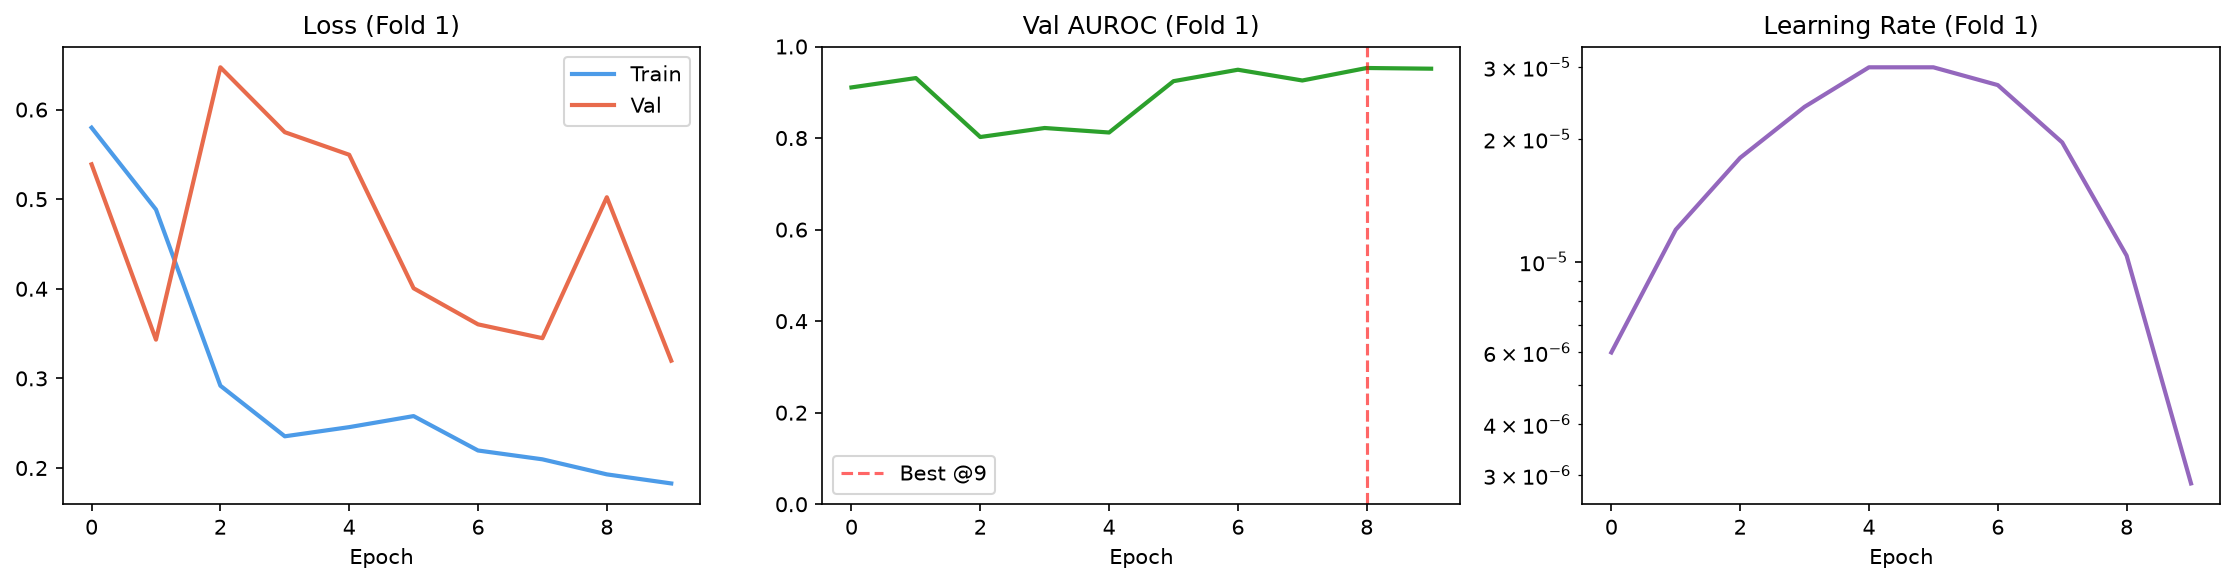 Loss (Fold 1)
Train
Val
0.6
0.5
0.4
0.3
0.2
0 2 4 6 8
Epoch
Val AUROC (Fold 1)
1.0
0.8
0.6
0.4
0.2
0.0
Best @9
0 2 4 6 8
Epoch
Learning Rate (Fold 1)
3 × 10⁻⁵
2 × 10⁻⁵
10⁻⁵
6 × 10⁻⁶
4 × 10⁻⁶
3 × 10⁻⁶
0 2 4 6 8
Epoch